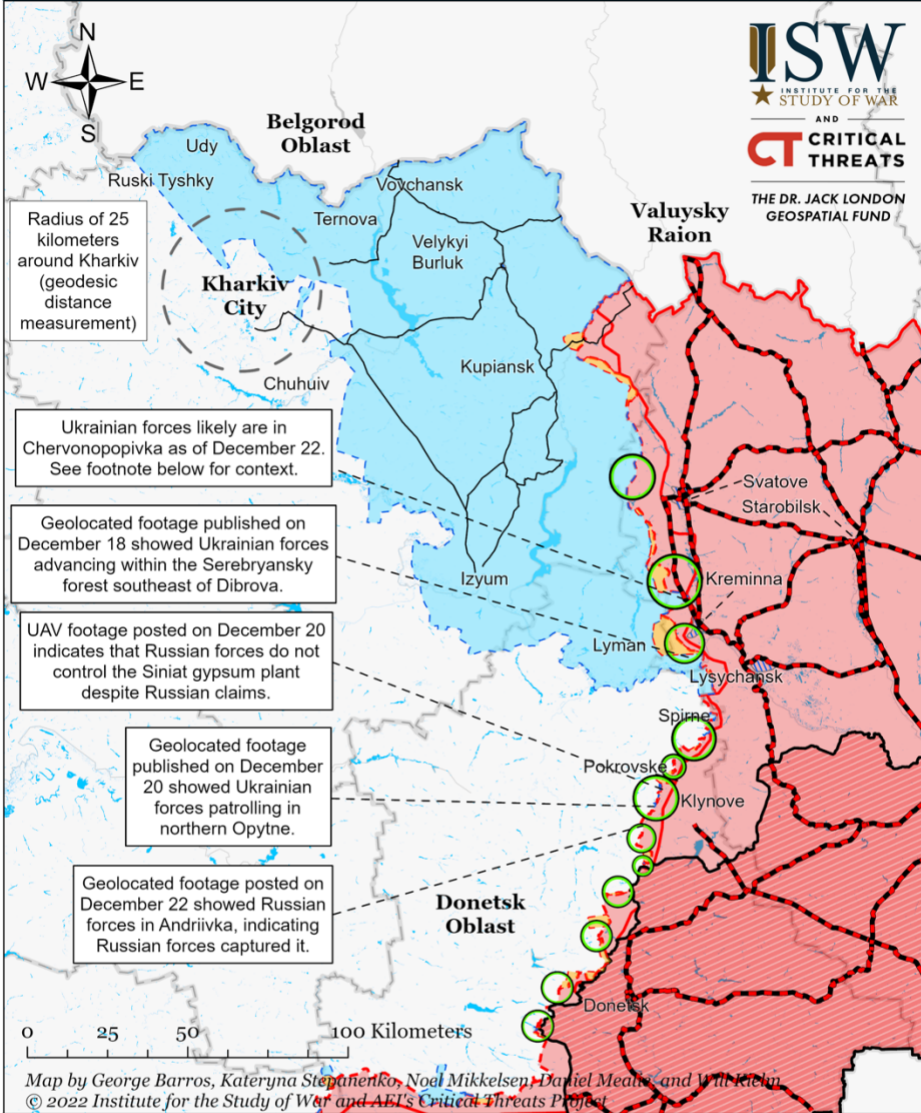 N
W E
S
ISW
INSTITUTE FOR THE
STUDY OF WAR
AND
CT CRITICAL
THREATS
THE DR. JACK LONDON
GEOSPATIAL FUND
Belgorod
Oblast
Udy
Ruski Tyshky
Vovchansk
Ternova
Valuysky
Raion
Radius of 25
kilometers
around Kharkiv
(geodesic
distance
measurement)
Velykyi
Burluk
Kharkiv
City
Kupiansk
Chuhuiv
Ukrainian forces likely are in
Chervonopopivka as of December 22.
See footnote below for context.
Svatove
Starobilsk
Geolocated footage published on
December 18 showed Ukrainian forces
advancing within the Serebryansky
forest southeast of Dibrova.
Izyum
Kreminna
UAV footage posted on December 20
indicates that Russian forces do not
control the Siniat gypsum plant
despite Russian claims.
Lyman
Lysychansk
Spirne
Geolocated footage
published on December
20 showed Ukrainian
forces patrolling in
northern Opytne.
Pokrovske
Klynove
Geolocated footage posted on
December 22 showed Russian
forces in Andriivka, indicating
Russian forces captured it.
Donetsk
Oblast
Donetsk
0 25 50 100 Kilometers
Map by George Barros, Kateryna Stepanenko, Noel Mikkelsen, Daniel Mealie, and Will Kielm
© 2022 Institute for the Study of War and AEI's Critical Threats Project